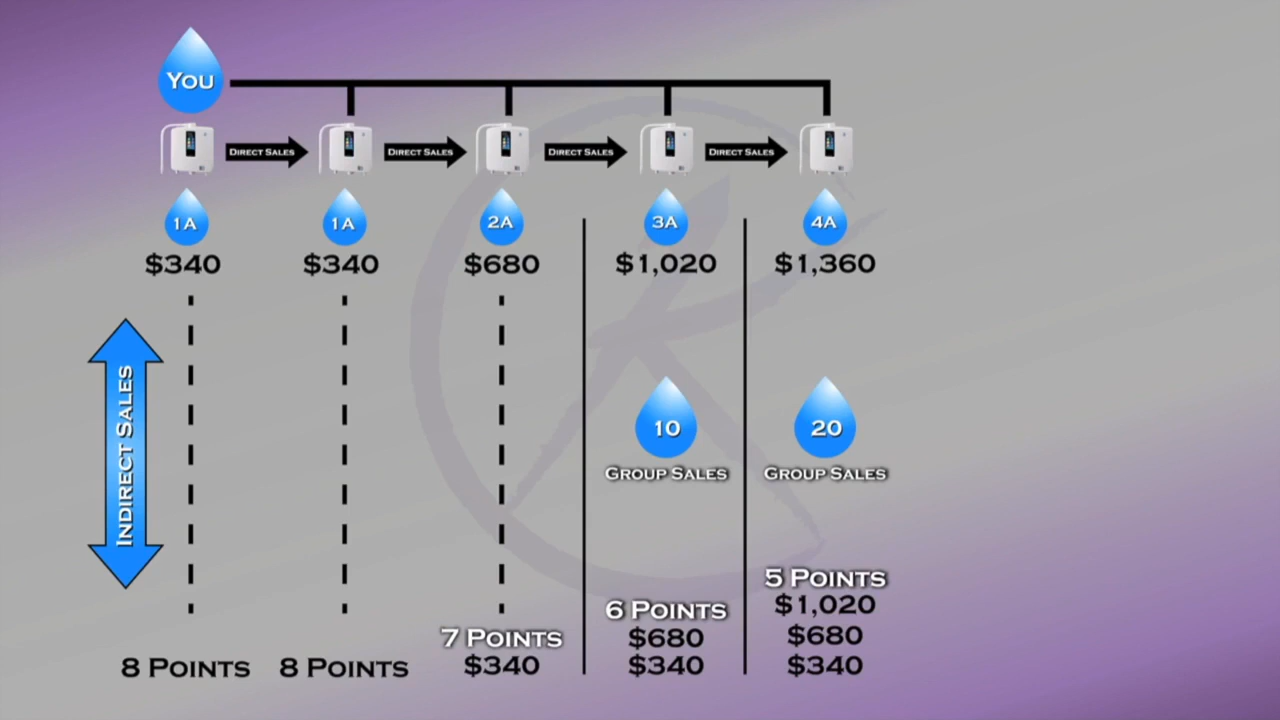 You
Direct Sales
Direct Sales
Direct Sales
Direct Sales
1A
1A
2A
3A
4A
$340
$340
$680
$1,020
$1,360
Indirect Sales
10
20
Group Sales
Group Sales
8 Points
8 Points
7 Points
$340
6 Points
$680
$340
5 Points
$1,020
$680
$340